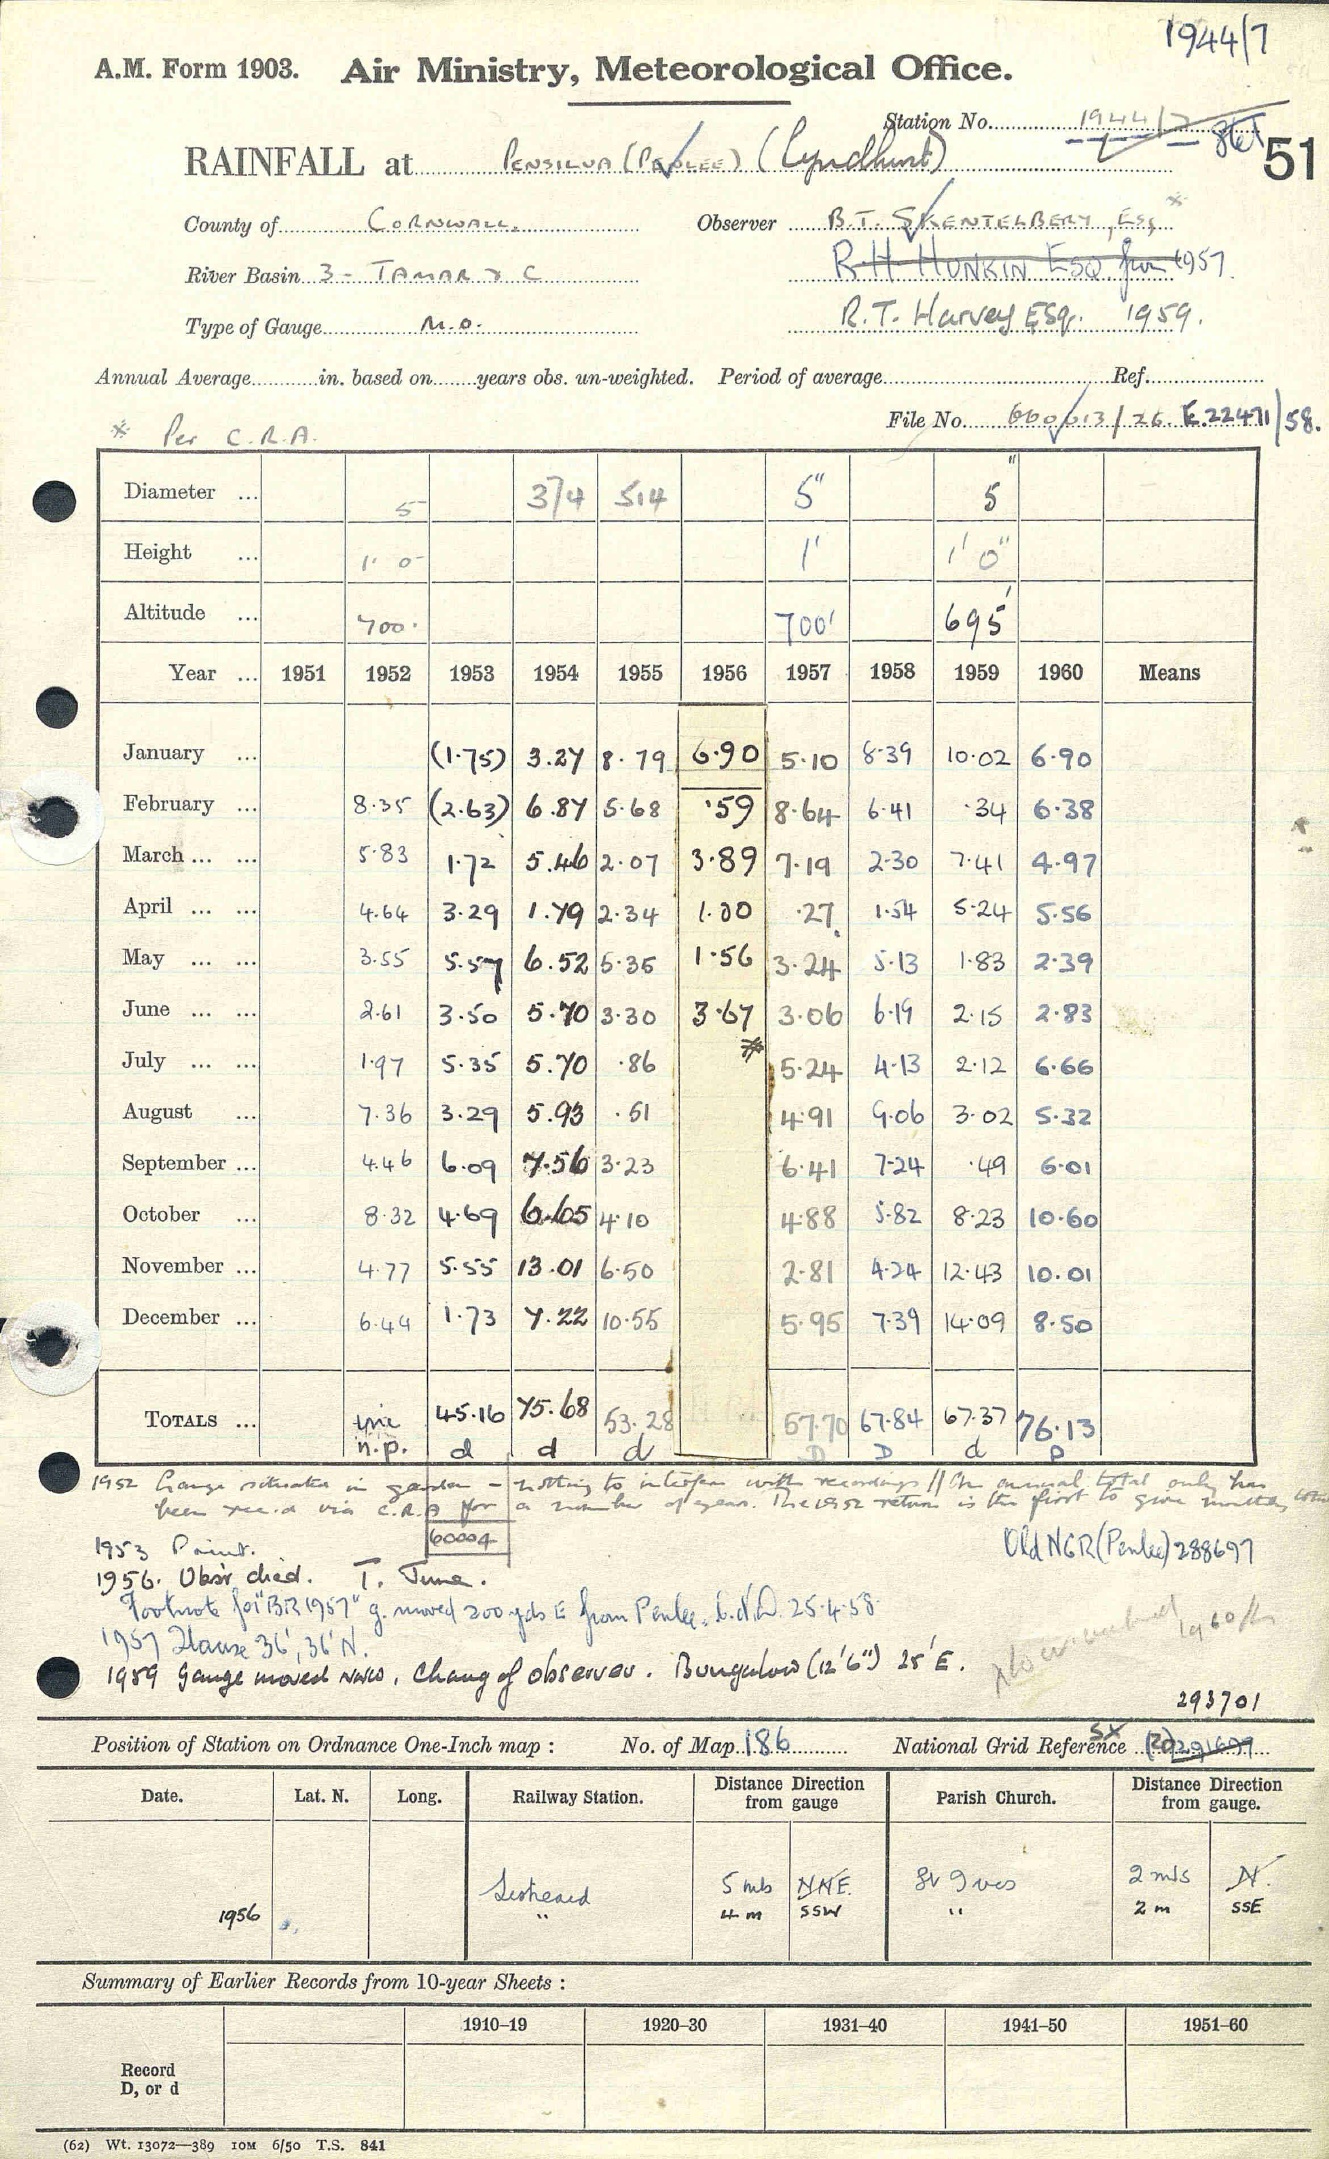 1944/7
A.M. Form 1903. Air Ministry, Meteorological Office.
Station No. 1944/7
51
RAINFALL at PENSILVA (PENLEE) (Lyndhurst)
County of CORNWALL. Observer B.T. SKENTELBERY, ESQ *
River Basin 3 - TAMAR & C R.H. HUNKIN ESQ from 1957.
Type of Gauge M.O. R.T. Harvey ESq. 1959.
Annual Average in. based on years obs. un-weighted. Period of average Ref.
File No. 660613/26. E.22471/58.
* Per C.R.A.
Diameter ... 5 374 514 5" 5"
Height ... 1' 0 1' 1' 0"
Altitude ... 700. 700' 695'
Year ... 1951 1952 1953 1954 1955 1956 1957 1958 1959 1960 Means
January ... (1.75) 3.27 8.79 6.90 5.10 8.39 10.02 6.90
February ... 8.35 (2.63) 6.87 5.68 .59 8.64 6.41 .34 6.38
March ... ... 5.83 1.72 5.46 2.07 3.89 7.19 2.30 7.41 4.97
April ... ... 4.64 3.29 1.79 2.34 1.00 .27 1.54 5.24 5.56
May ... ... 3.55 5.57 6.52 5.35 1.56 3.24 5.13 1.83 2.39
June ... ... 2.61 3.50 5.70 3.30 3.67 3.06 6.19 2.15 2.83
July ... ... 1.97 5.35 5.70 .86 * 5.24 4.13 2.12 6.66
August ... 7.36 3.29 5.93 .51 4.91 9.06 3.02 5.32
September ... 4.46 6.09 7.56 3.23 6.41 7.24 .49 6.01
October ... 8.32 4.69 6.65 4.10 4.88 5.82 8.23 10.60
November ... 4.77 5.55 13.01 6.50 2.81 4.24 12.43 10.01
December ... 6.44 1.73 7.22 10.55 5.95 7.39 14.09 8.50
TOTALS ... inc 45.16 75.68 53.28 57.70 67.84 67.37 76.13
n.p. d d d D D d P
1952 Gauge situated in garden - nothing to interfere with recordings // An annual total only has
been rec.d via C.R.A for a number of years. The 1952 return is the first to give monthly totals
60004
1953 Paint. Old NGR (Penlee) 288697
1956. Obsr died. T. June.
Footnote for "BR 1957" g. moved 200 yds E from Penlee. 25.4.58
1957 House 36', 36' N.
1959 Gauge moved NW, Chang of observer. Bungalow (12'6") 25' E.
1960
293701
Position of Station on Ordnance One-Inch map : No. of Map 186 National Grid Reference SX (20) 291697
Date. Lat. N. Long. Railway Station. Distance Direction from gauge Parish Church. Distance Direction from gauge.
Liskeard 5 mls NNE. St Ives 2 mls N.
1956 " 4 m SSW " 2 m SSE
Summary of Earlier Records from 10-year Sheets :
1910–19 1920–30 1931–40 1941–50 1951–60
Record
D, or d
(62) Wt. 13072—389 10M 6/50 T.S. 841